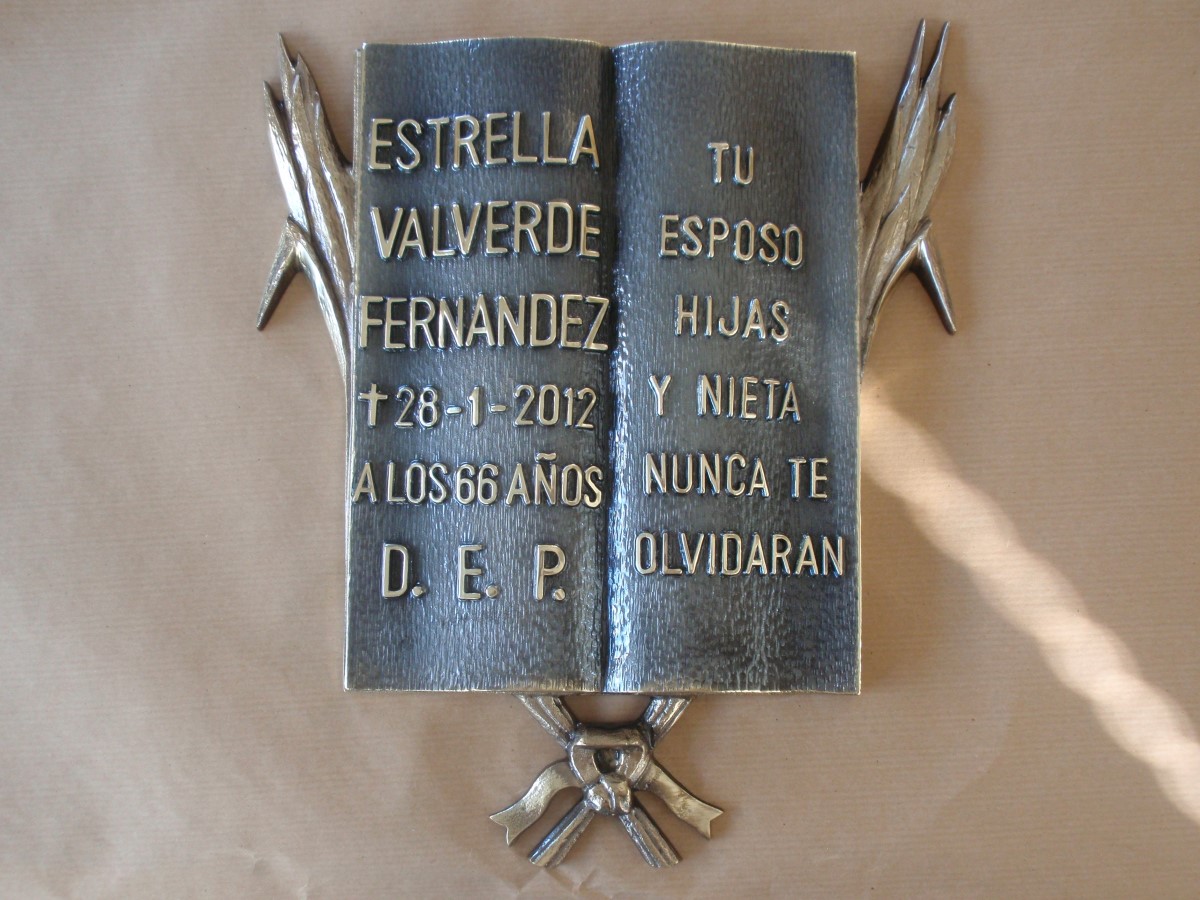 ESTRELLA
VALVERDE
FERNANDEZ
✝ 28-1-2012
A LOS 66 AÑOS
D. E. P.
TU
ESPOSO
HIJAS
Y NIETA
NUNCA TE
OLVIDARAN